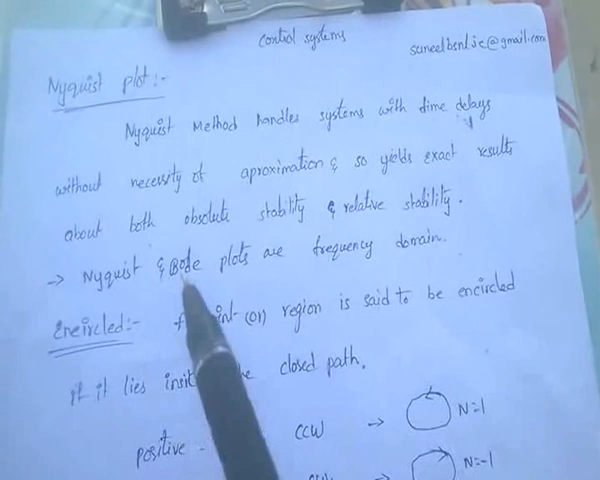 control systems
suneelbsnljc@gmail.com
Nyquist plot:-
Nyquist Method handles systems with time delays
without necessity of aproximation & so yields exact results
about both absolute stability & relative stability.
→ Nyquist & Bode plots are frequency domain.
Encircled:- (or) region is said to be encircled
if it lies closed path.
positive - CCW → N=1
N=-1